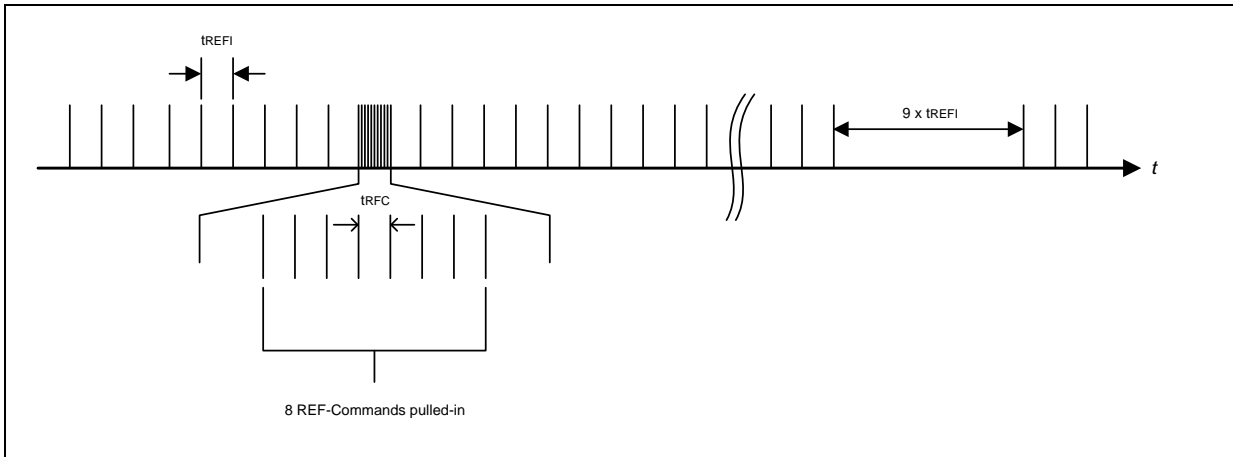 tREFI
9 x tREFI
t
tRFC
8 REF-Commands pulled-in